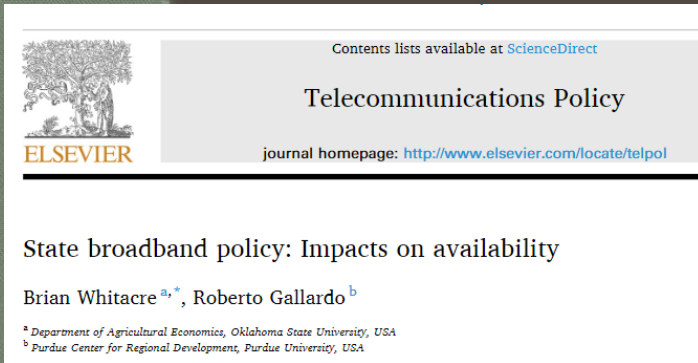 Contents lists available at ScienceDirect
Telecommunications Policy
ELSEVIER
journal homepage: http://www.elsevier.com/locate/telpol
State broadband policy: Impacts on availability
Brian Whitacre a,*, Roberto Gallardo b
a Department of Agricultural Economics, Oklahoma State University, USA
b Purdue Center for Regional Development, Purdue University, USA